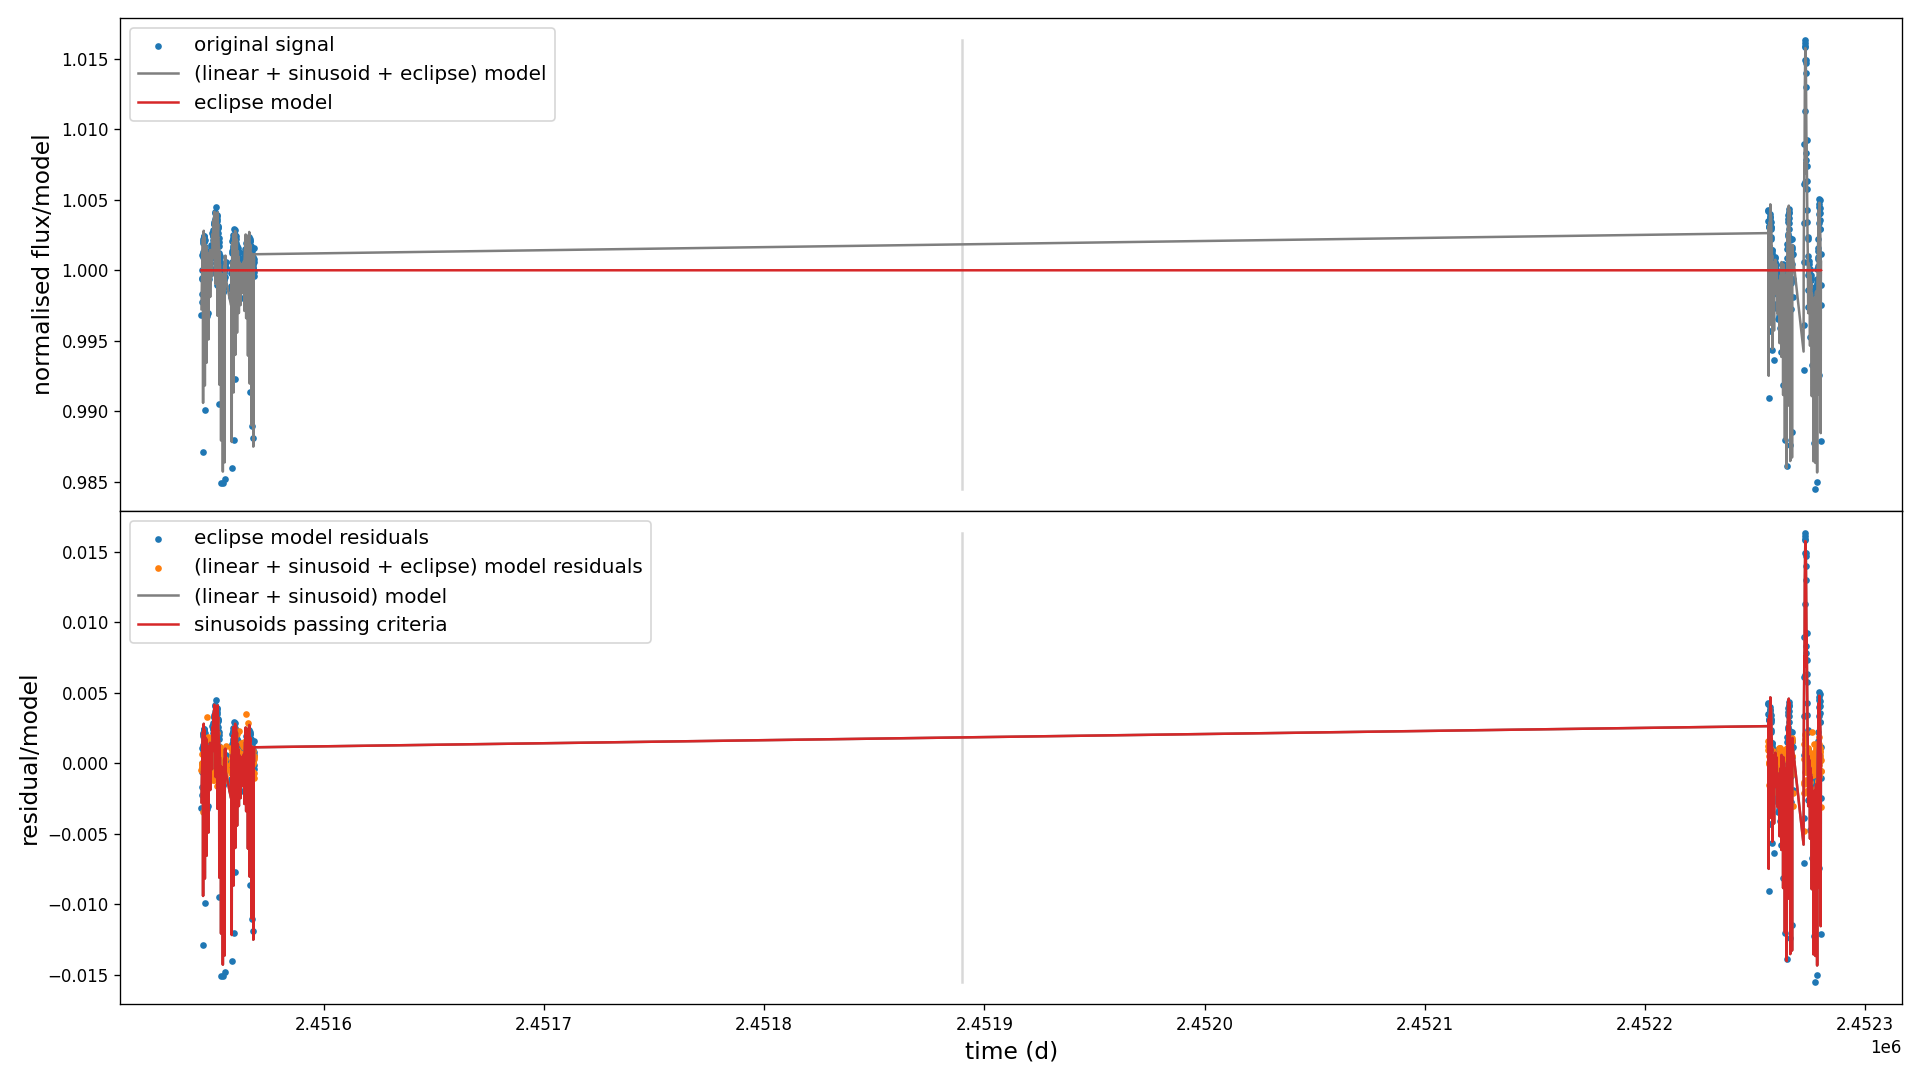 original signal
(linear + sinusoid + eclipse) model
eclipse model
normalised flux/model
1.015
1.010
1.005
1.000
0.995
0.990
0.985
eclipse model residuals
(linear + sinusoid + eclipse) model residuals
(linear + sinusoid) model
sinusoids passing criteria
residual/model
0.015
0.010
0.005
0.000
−0.005
−0.010
−0.015
2.4516
2.4517
2.4518
2.4519
2.4520
2.4521
2.4522
2.4523
1e6
time (d)